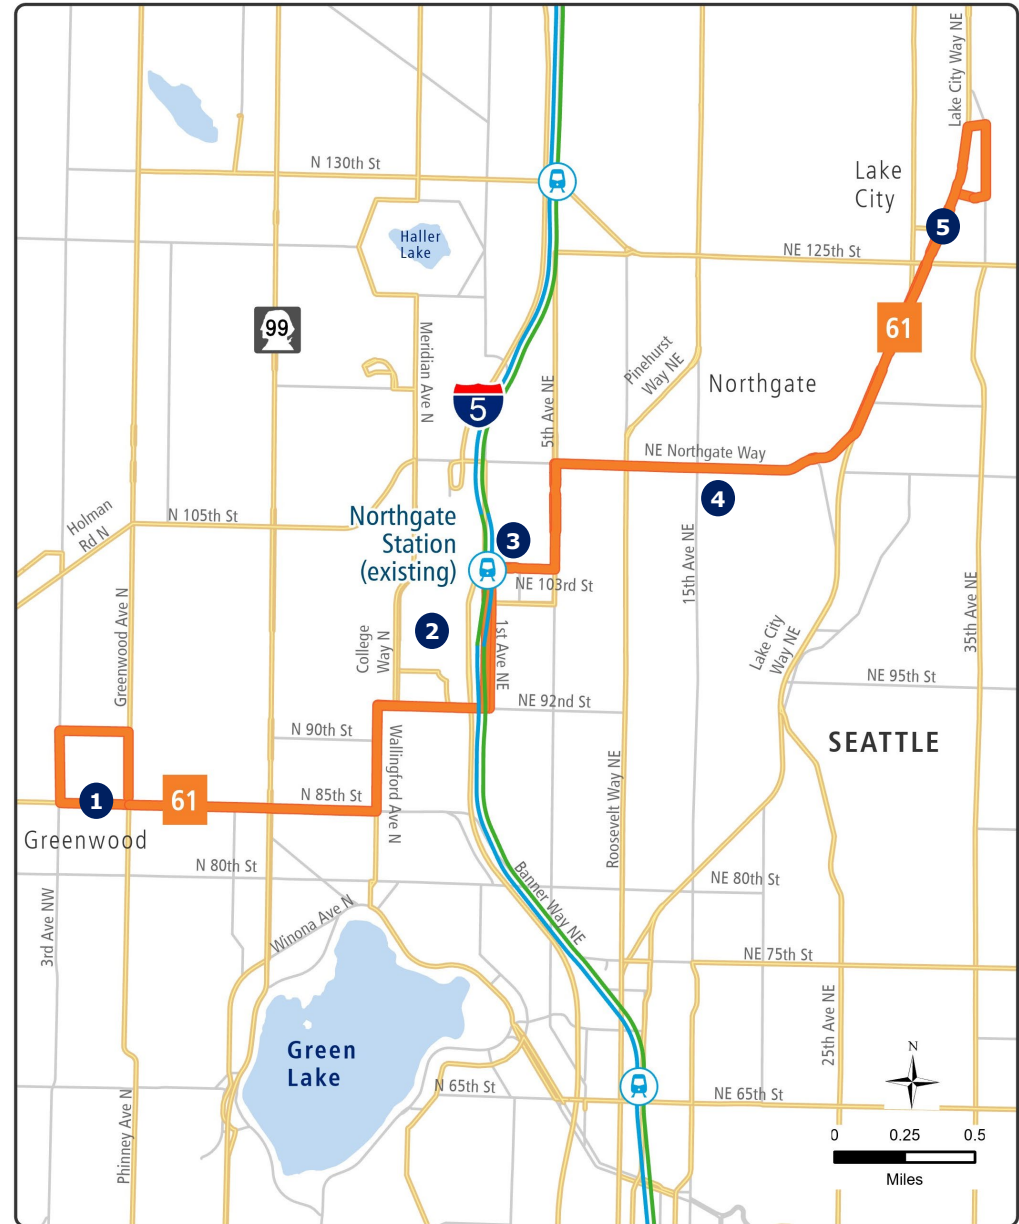 Lake City Way NE
N 130th St
Lake
City
5
Haller
Lake
NE 125th St
99
61
Meridian Ave N
Pinehurst
Way NE
Northgate
5
5th Ave NE
NE Northgate Way
4
Holman
Rd N
N 105th St
Northgate
Station
(existing)
3
NE 103rd St
15th Ave NE
35th Ave NE
Greenwood Ave N
College
Way N
2
1st Ave NE
Lake City
Way NE
NE 95th St
NE 92nd St
N 90th St
Wallingford Ave N
SEATTLE
1
61
N 85th St
Roosevelt Way NE
Greenwood
N 80th St
NE 80th St
Banner Way NE
3rd Ave NW
Winona Ave N
NE 75th St
25th Ave NE
Green
Lake
N
N 65th St
NE 65th St
Phinney Ave N
0 0.25 0.5
Miles